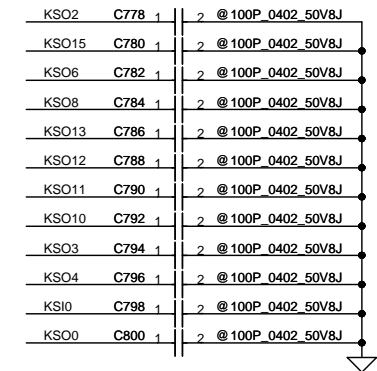 KSO2 C778 1 2 @100P_0402_50V8J
KSO15 C780 1 2 @100P_0402_50V8J
KSO6 C782 1 2 @100P_0402_50V8J
KSO8 C784 1 2 @100P_0402_50V8J
KSO13 C786 1 2 @100P_0402_50V8J
KSO12 C788 1 2 @100P_0402_50V8J
KSO11 C790 1 2 @100P_0402_50V8J
KSO10 C792 1 2 @100P_0402_50V8J
KSO3 C794 1 2 @100P_0402_50V8J
KSO4 C796 1 2 @100P_0402_50V8J
KSI0 C798 1 2 @100P_0402_50V8J
KSO0 C800 1 2 @100P_0402_50V8J